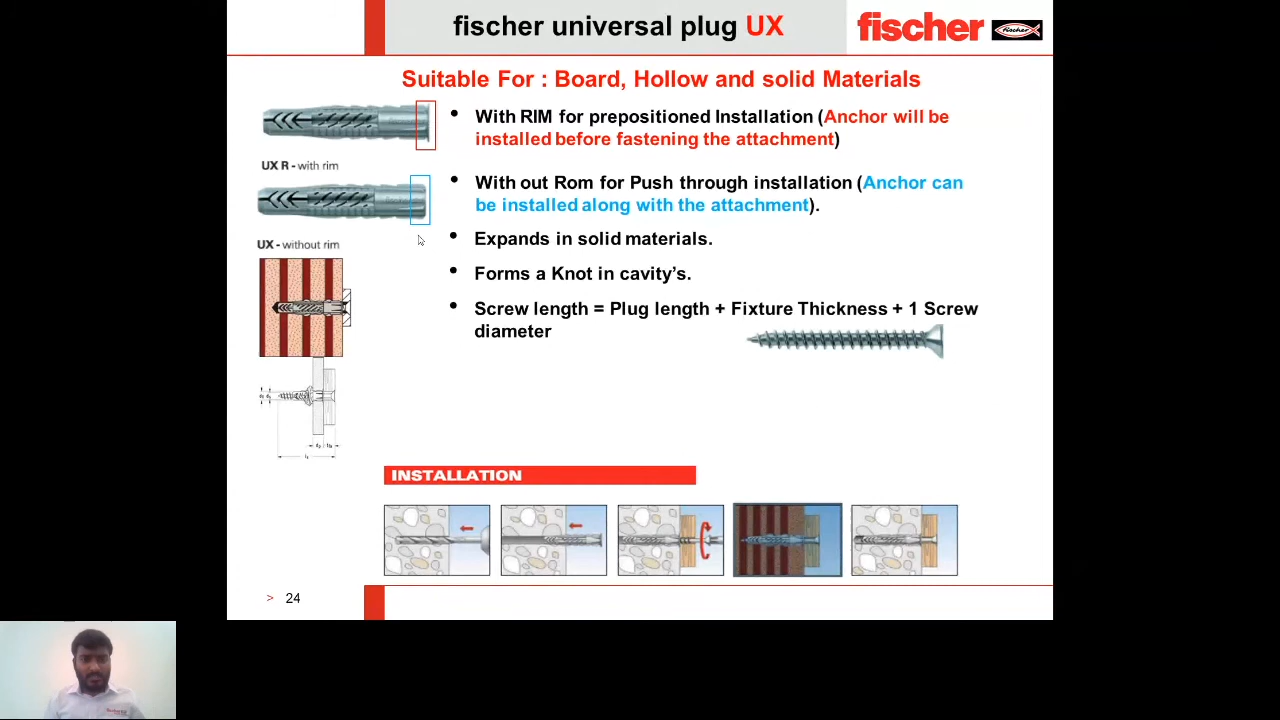 fischer universal plug UX
fischer
fischer
Suitable For : Board, Hollow and solid Materials
• With RIM for prepositioned Installation (Anchor will be
installed before fastening the attachment)
UX R - with rim
• With out Rom for Push through installation (Anchor can
be installed along with the attachment).
UX - without rim
• Expands in solid materials.
• Forms a Knot in cavity's.
• Screw length = Plug length + Fixture Thickness + 1 Screw
diameter
INSTALLATION
> 24